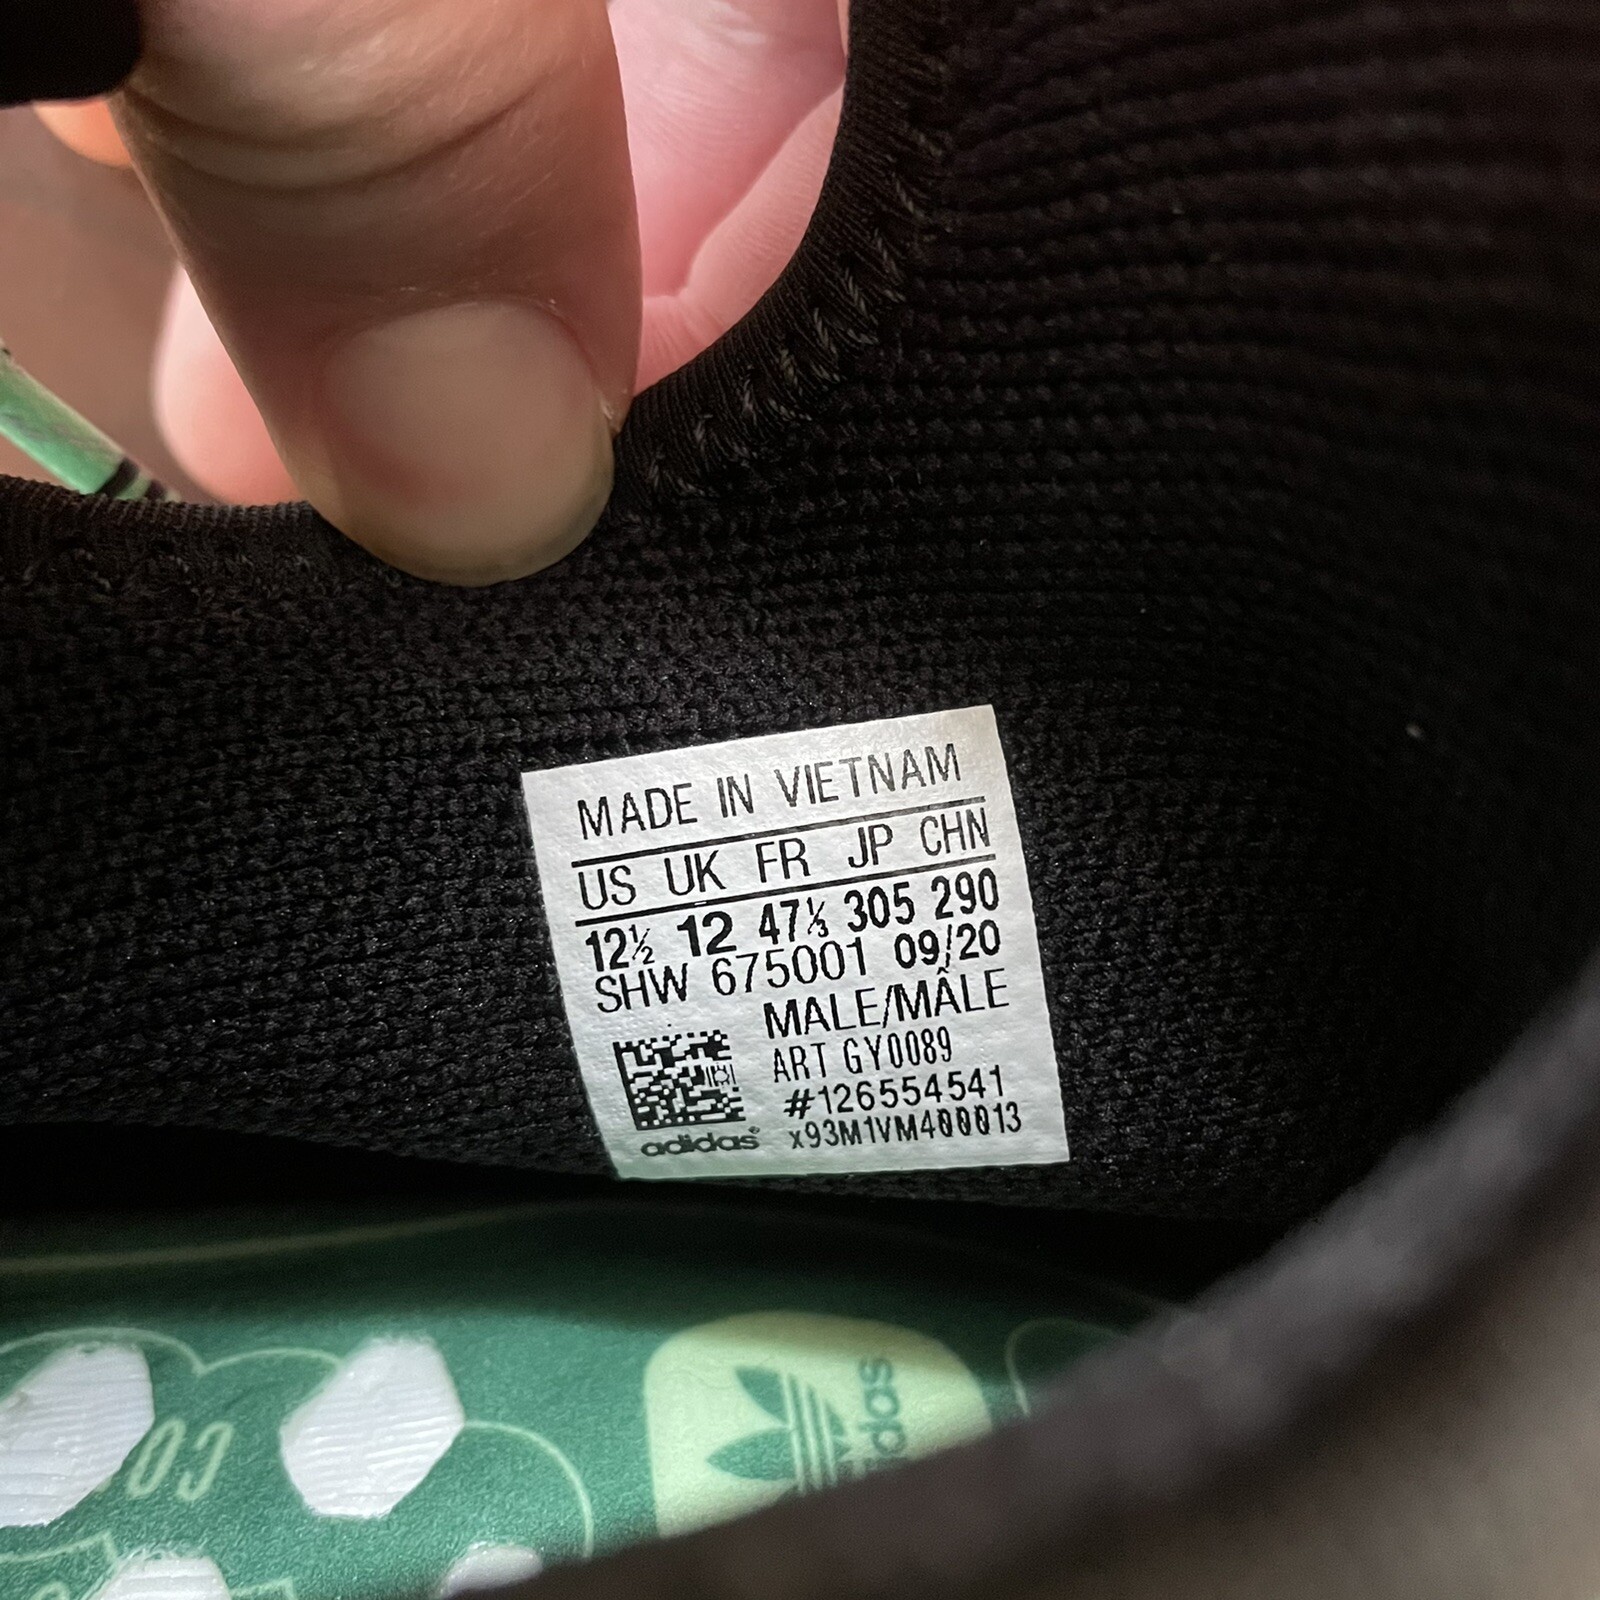 MADE IN VIETNAM
US UK FR JP CHN
12½ 12 47⅓ 305 290
SHW 675001 09/20
MALE/MÂLE
ART GY0089
#126554541
x93M1VM400013
adidas®
adidas